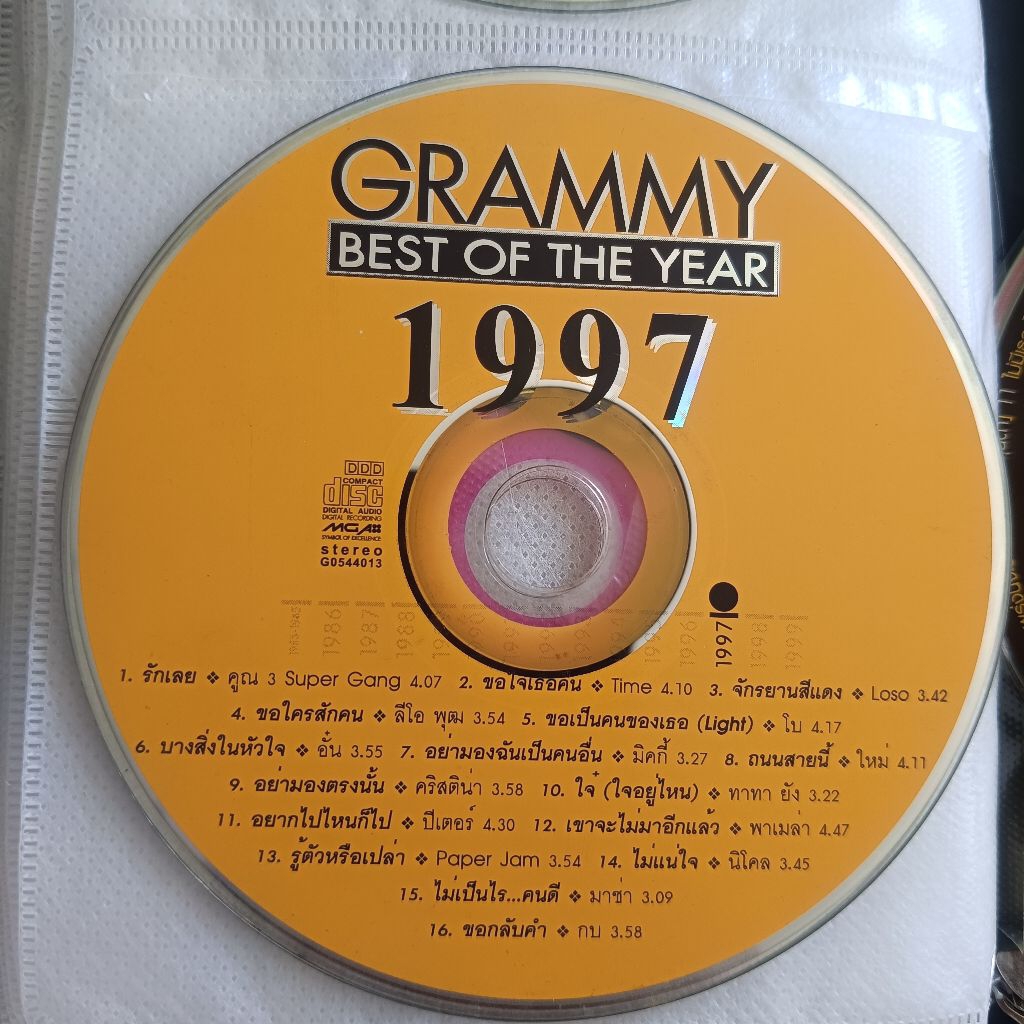 GRAMMY
BEST OF THE YEAR
1997
DDD
COMPACT
disc
DIGITAL AUDIO
DIGITAL RECORDING
MGA
SYMBOL OF EXCELLENCE
stereo
G0544013
1986 1987 1988 1996 1997 1998 1999
1. รักเลย ❖ คูณ 3 Super Gang 4.07 2. ขอใจเธอคืน ❖ Time 4.10 3. จักรยานสีแดง ❖ Loso 3.42
4. ขอใครสักคน ❖ ลีโอ พุฒ 3.54 5. ขอเป็นคนของเธอ (Light) ❖ โบ 4.17
6. บางสิ่งในหัวใจ ❖ อั๋น 3.55 7. อย่ามองฉันเป็นคนอื่น ❖ มิคกี้ 3.27 8. ถนนสายนี้ ❖ ใหม่ 4.11
9. อย่ามองตรงนั้น ❖ คริสติน่า 3.58 10. ใจ๋ (ใจอยู่ไหน) ❖ ทาทา ยัง 3.22
11. อยากไปไหนก็ไป ❖ ปีเตอร์ 4.30 12. เขาจะไม่มาอีกแล้ว ❖ พาเมล่า 4.47
13. รู้ตัวหรือเปล่า ❖ Paper Jam 3.54 14. ไม่แน่ใจ ❖ นิโคล 3.45
15. ไม่เป็นไร...คนดี ❖ มาช่า 3.09
16. ขอกลับคำ ❖ กบ 3.58